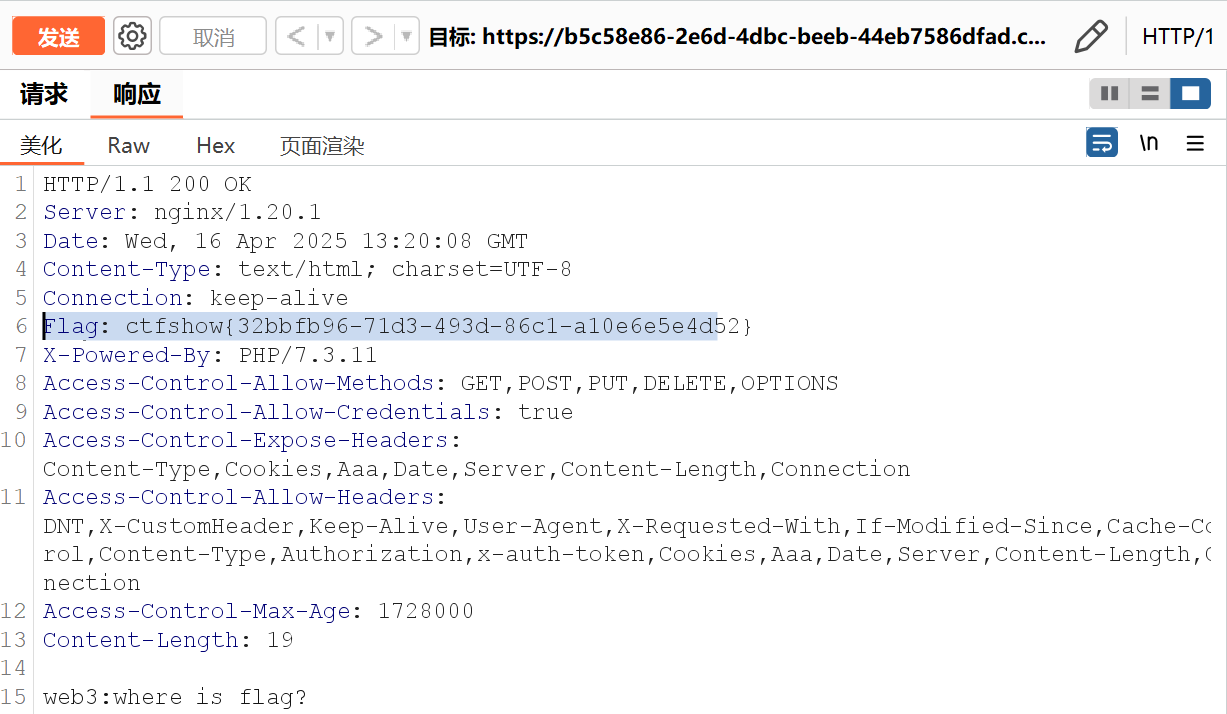 发送 取消 < > 目标: https://b5c58e86-2e6d-4dbc-beeb-44eb7586dfad.c... HTTP/1
请求 响应
美化 Raw Hex 页面渲染 \n
1 HTTP/1.1 200 OK
2 Server: nginx/1.20.1
3 Date: Wed, 16 Apr 2025 13:20:08 GMT
4 Content-Type: text/html; charset=UTF-8
5 Connection: keep-alive
6 Flag: ctfshow{32bbfb96-71d3-493d-86c1-a10e6e5e4d52}
7 X-Powered-By: PHP/7.3.11
8 Access-Control-Allow-Methods: GET,POST,PUT,DELETE,OPTIONS
9 Access-Control-Allow-Credentials: true
10 Access-Control-Expose-Headers:
Content-Type,Cookies,Aaa,Date,Server,Content-Length,Connection
11 Access-Control-Allow-Headers:
DNT,X-CustomHeader,Keep-Alive,User-Agent,X-Requested-With,If-Modified-Since,Cache-Co
rol,Content-Type,Authorization,x-auth-token,Cookies,Aaa,Date,Server,Content-Length,C
nection
12 Access-Control-Max-Age: 1728000
13 Content-Length: 19
14
15 web3:where is flag?